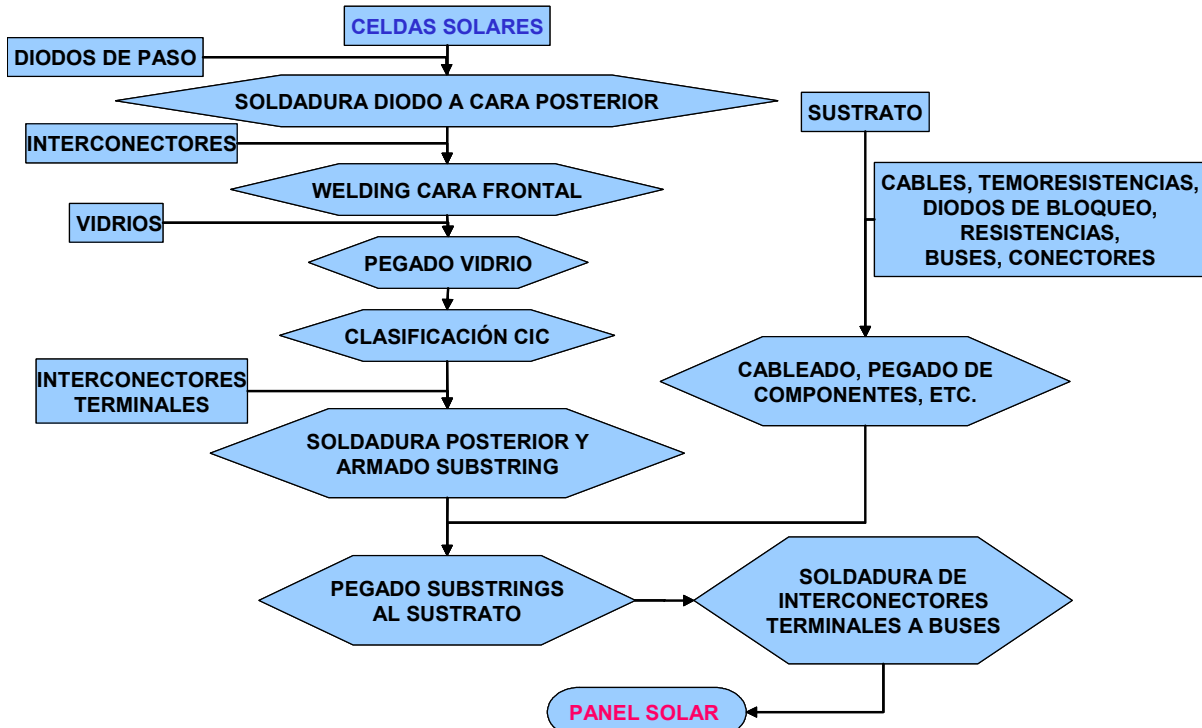 CELDAS SOLARES
DIODOS DE PASO
SOLDADURA DIODO A CARA POSTERIOR
INTERCONECTORES
WELDING CARA FRONTAL
VIDRIOS
PEGADO VIDRIO
CLASIFICACIÓN CIC
INTERCONECTORES
TERMINALES
SOLDADURA POSTERIOR Y
ARMADO SUBSTRING
SUSTRATO
CABLES, TEMORESISTENCIAS,
DIODOS DE BLOQUEO,
RESISTENCIAS,
BUSES, CONECTORES
CABLEADO, PEGADO DE
COMPONENTES, ETC.
PEGADO SUBSTRINGS
AL SUSTRATO
SOLDADURA DE
INTERCONECTORES
TERMINALES A BUSES
PANEL SOLAR